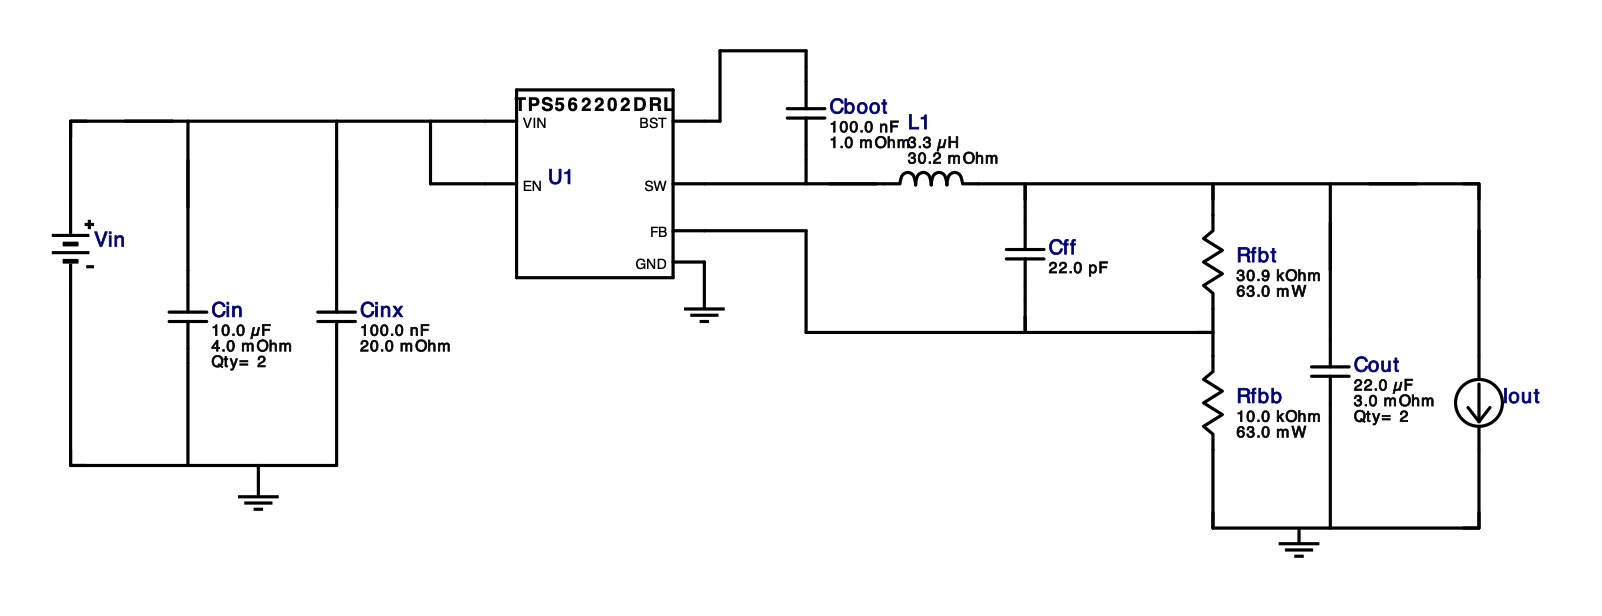 TPS562202DRL
VIN
BST
EN
U1
SW
FB
GND
Cboot
100.0 nF
1.0 mOhm
L1
3.3 µH
30.2 mOhm
+
Vin
-
Cin
10.0 µF
4.0 mOhm
Qty= 2
Cinx
100.0 nF
20.0 mOhm
Cff
22.0 pF
Rfbt
30.9 kOhm
63.0 mW
Rfbb
10.0 kOhm
63.0 mW
Cout
22.0 µF
3.0 mOhm
Qty= 2
Iout